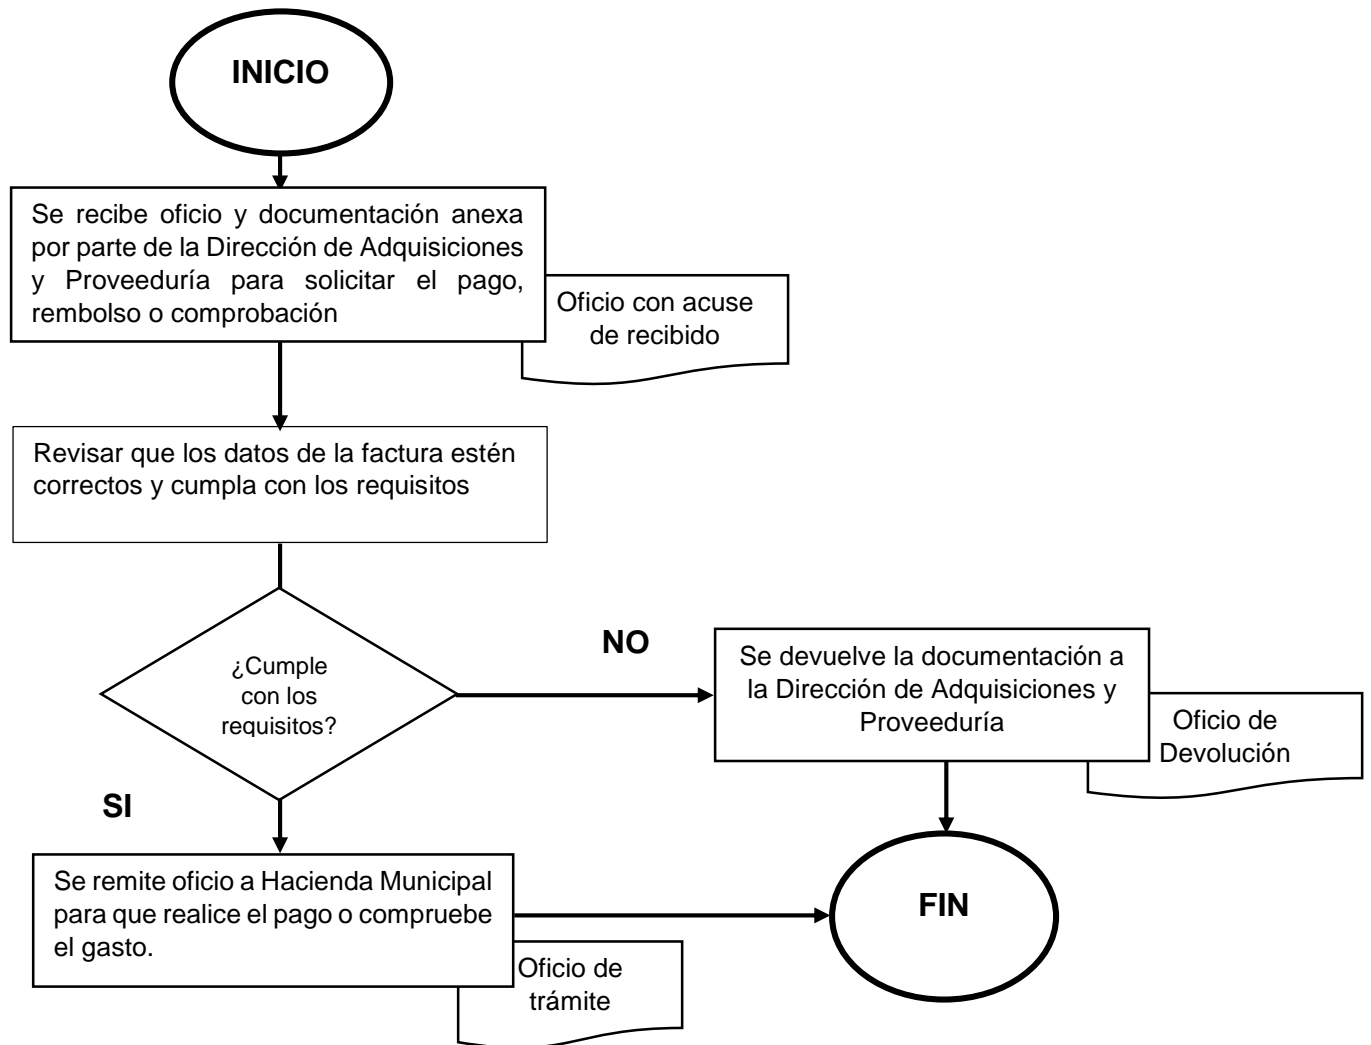 INICIO
Se recibe oficio y documentación anexa
por parte de la Dirección de Adquisiciones
y Proveeduría para solicitar el pago,
rembolso o comprobación
Oficio con acuse
de recibido
Revisar que los datos de la factura estén
correctos y cumpla con los requisitos
¿Cumple
con los
requisitos?
NO
Se devuelve la documentación a
la Dirección de Adquisiciones y
Proveeduría
Oficio de
Devolución
SI
Se remite oficio a Hacienda Municipal
para que realice el pago o compruebe
el gasto.
Oficio de
trámite
FIN